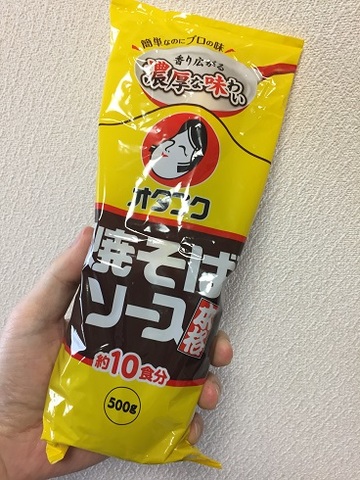 簡単なのにプロの味
香り広がる
濃厚な味わい
オタフク
焼そば
ソース
本格
約10食分
500g